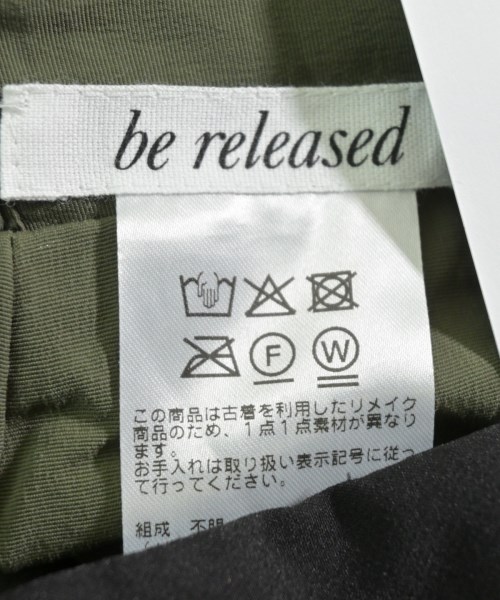 be released
F W
この商品は古着を利用したリメイク
商品のため、1点1点素材が異なり
ます。
お手入れは取り扱い表示記号に従っ
て行ってください。
組成 不明